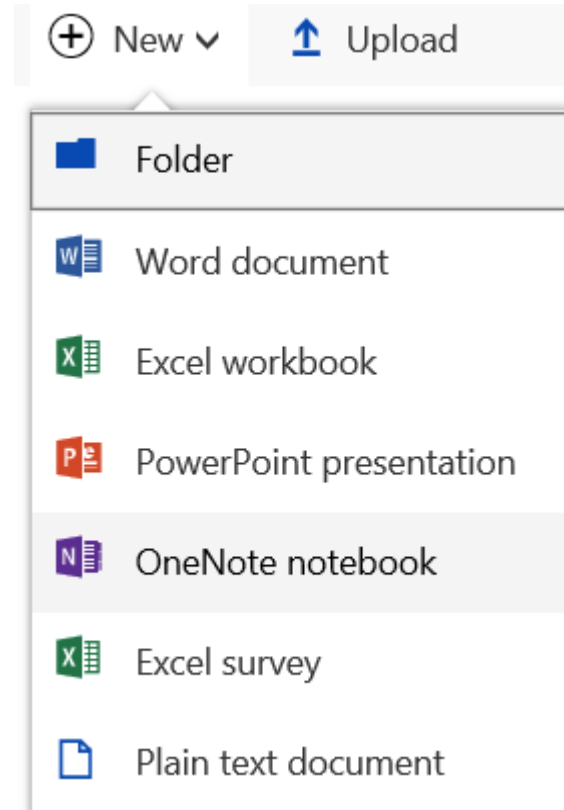 New Upload
Folder
Word document
Excel workbook
PowerPoint presentation
OneNote notebook
Excel survey
Plain text document